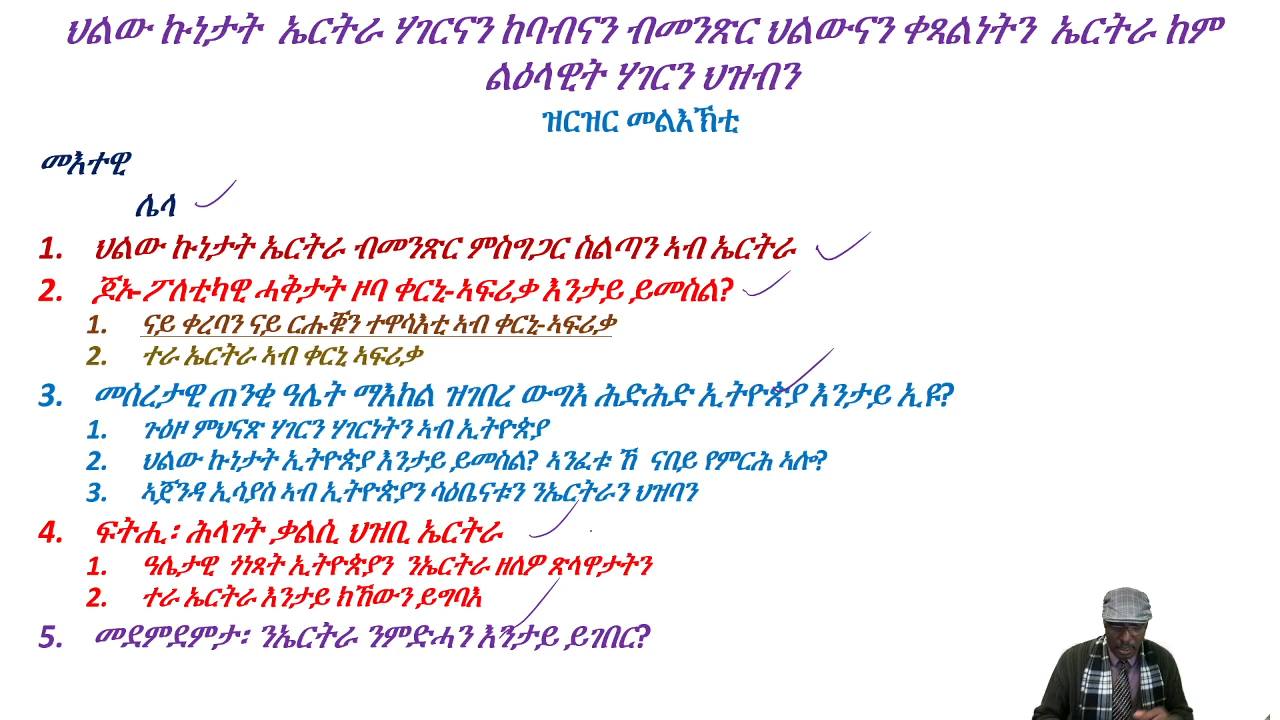 ህልው ኩነታት ኤርትራ ሃገርናን ከባብናን ብመንጽር ህልውናን ቀጻልነትን ኤርትራ ከም
ልዕላዊት ሃገርን ህዝብን
ዝርዝር መልእኽቲ
መእተዊ
ሌላ
1. ህልው ኩነታት ኤርትራ ብመንጽር ምስግጋር ስልጣን ኣብ ኤርትራ
2. ጆኦ-ፖለቲካዊ ሓቅታት ዞባ ቀርኒ-ኣፍሪቃ እንታይ ይመስል?
1. ናይ ቀረባን ናይ ርሑቑን ተዋሳእቲ ኣብ ቀርኒ-ኣፍሪቃ
2. ተራ ኤርትራ ኣብ ቀርኒ ኣፍሪቃ
3. መሰረታዊ ጠንቂ ዓሌት ማእከል ዝገበረ ውግእ ሕድሕድ ኢትዮጵያ እንታይ ኢዩ?
1. ጉዕዞ ምህናጽ ሃገርን ሃገርነትን ኣብ ኢትዮጵያ
2. ህልው ኩነታት ኢትዮጵያ እንታይ ይመስል? ኣንፈቱ ኸ ናበይ የምርሕ ኣሎ?
3. ኣጀንዳ ኢሳያስ ኣብ ኢትዮጵያን ሳዕቤናቱን ንኤርትራን ህዝባን
4. ፍትሒ፡ ሕላገት ቃልሲ ህዝቢ ኤርትራ
1. ዓሌታዊ ጎነጻት ኢትዮጵያን ንኤርትራ ዘለዎ ጽላዋታትን
2. ተራ ኤርትራ እንታይ ክኸውን ይግባእ
5. መደምደምታ፡ ንኤርትራ ንምድሓን እንታይ ይገበር?